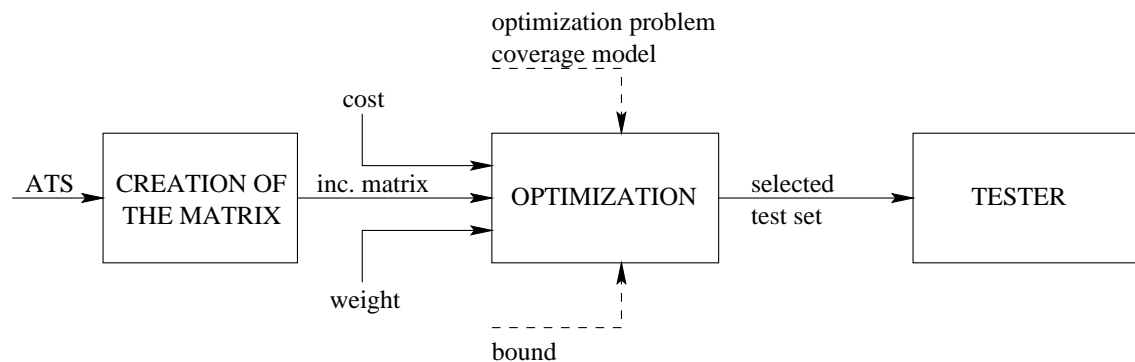 optimization problem
coverage model
cost
ATS
CREATION OF
THE MATRIX
inc. matrix
OPTIMIZATION
selected
test set
TESTER
weight
bound